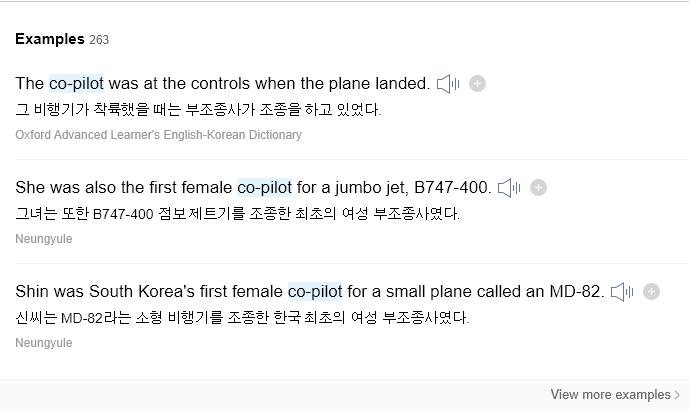 Examples 263
The co-pilot was at the controls when the plane landed.
그 비행기가 착륙했을 때는 부조종사가 조종을 하고 있었다.
Oxford Advanced Learner's English-Korean Dictionary
She was also the first female co-pilot for a jumbo jet, B747-400.
그녀는 또한 B747-400 점보 제트기를 조종한 최초의 여성 부조종사였다.
Neungyule
Shin was South Korea's first female co-pilot for a small plane called an MD-82.
신씨는 MD-82라는 소형 비행기를 조종한 한국 최초의 여성 부조종사였다.
Neungyule
View more examples